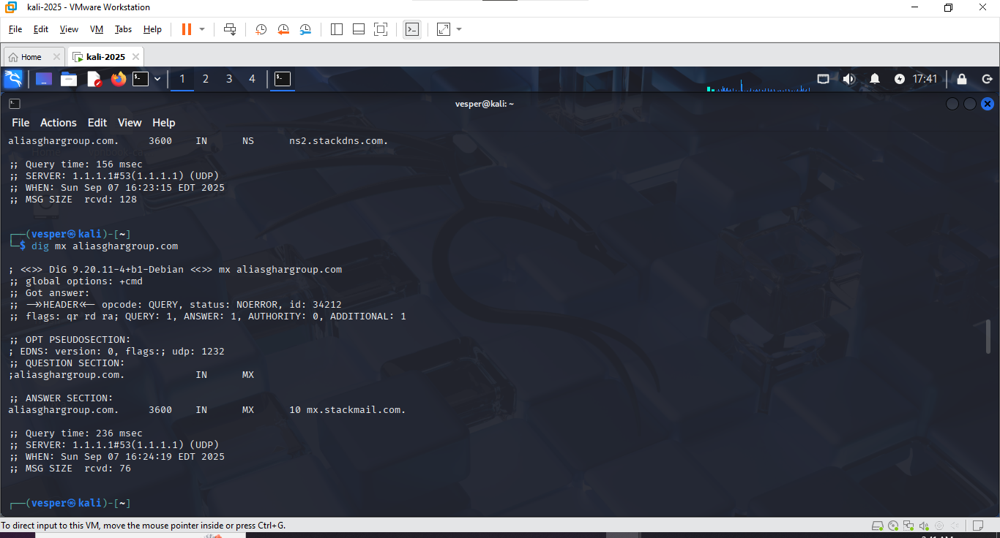 kali-2025 - VMware Workstation
File Edit View VM Tabs Help
Home kali-2025
1 2 3 4 17:41
vesper@kali: ~
File Actions Edit View Help
aliasghargroup.com. 3600 IN NS ns2.stackdns.com.
;; Query time: 156 msec
;; SERVER: 1.1.1.1#53(1.1.1.1) (UDP)
;; WHEN: Sun Sep 07 16:23:15 EDT 2025
;; MSG SIZE rcvd: 128
┌──(vesper㉿kali)-[~]
└─$ dig mx aliasghargroup.com
; <<>> DiG 9.20.11-4+b1-Debian <<>> mx aliasghargroup.com
;; global options: +cmd
;; Got answer:
;; ->>HEADER<<- opcode: QUERY, status: NOERROR, id: 34212
;; flags: qr rd ra; QUERY: 1, ANSWER: 1, AUTHORITY: 0, ADDITIONAL: 1
;; OPT PSEUDOSECTION:
; EDNS: version: 0, flags:; udp: 1232
;; QUESTION SECTION:
;aliasghargroup.com. IN MX
;; ANSWER SECTION:
aliasghargroup.com. 3600 IN MX 10 mx.stackmail.com.
;; Query time: 236 msec
;; SERVER: 1.1.1.1#53(1.1.1.1) (UDP)
;; WHEN: Sun Sep 07 16:24:19 EDT 2025
;; MSG SIZE rcvd: 76
┌──(vesper㉿kali)-[~]
To direct input to this VM, move the mouse pointer inside or press Ctrl+G.